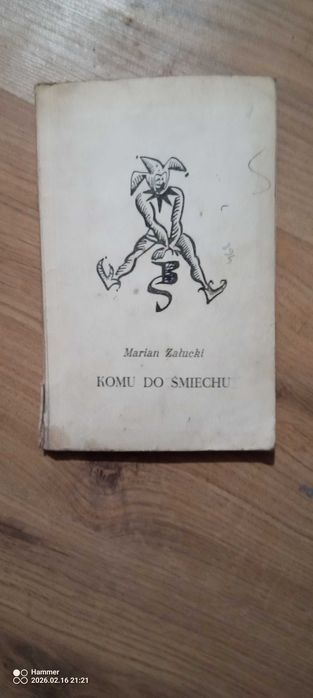 Marian Załucki
KOMU DO ŚMIECHU
Hammer
2026.02.16 21:21